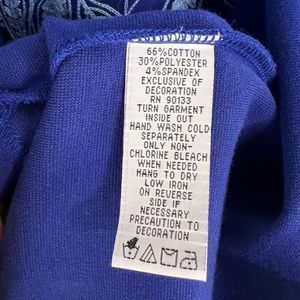 66%COTTON
30%POLYESTER
4%SPANDEX
EXCLUSIVE OF
DECORATION
RN 90133
TURN GARMENT
INSIDE OUT
HAND WASH COLD
SEPARATELY
ONLY NON-
CHLORINE BLEACH
WHEN NEEDED
HANG TO DRY
LOW IRON
ON REVERSE
SIDE IF
NECESSARY
PRECAUTION TO
DECORATION